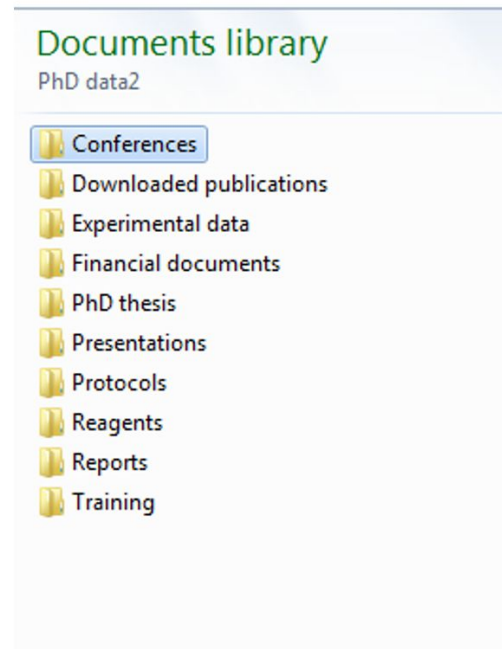 Documents library
PhD data2
Conferences
Downloaded publications
Experimental data
Financial documents
PhD thesis
Presentations
Protocols
Reagents
Reports
Training